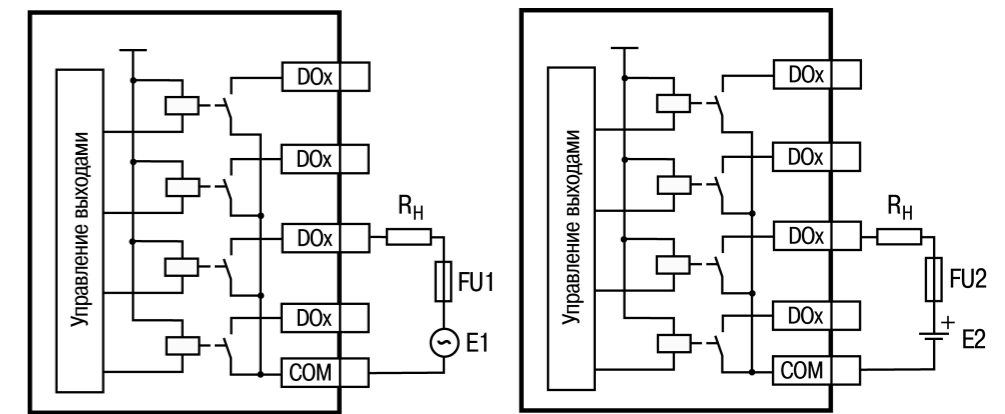 Управление выходами
DOx
DOx
DOx
DOx
COM
RH
FU1
E1
Управление выходами
DOx
DOx
DOx
DOx
COM
RH
FU2
+
E2